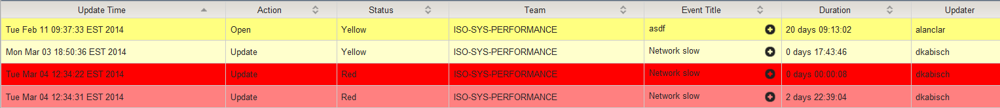 Update Time Action Status Team Event Title Duration Updater
Tue Feb 11 09:37:33 EST 2014 Open Yellow ISO-SYS-PERFORMANCE asdf 20 days 09:13:02 alanclar
Mon Mar 03 18:50:36 EST 2014 Update Yellow ISO-SYS-PERFORMANCE Network slow 0 days 17:43:46 dkabisch
Tue Mar 04 12:34:22 EST 2014 Update Red ISO-SYS-PERFORMANCE Network slow 0 days 00:00:08 dkabisch
Tue Mar 04 12:34:31 EST 2014 Update Red ISO-SYS-PERFORMANCE Network slow 2 days 22:39:04 dkabisch